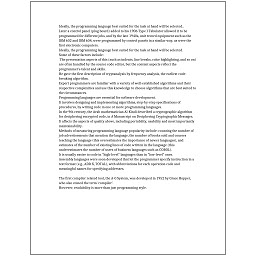 Ideally, the programming language best suited for the task at hand will be selected.
Later a control panel (plug board) added to his 1906 Type I Tabulator allowed it to be
programmed for different jobs, and by the late 1940s, unit record equipment such as the
IBM 602 and IBM 604, were programmed by control panels in a similar way, as were the
first electronic computers.
Ideally, the programming language best suited for the task at hand will be selected.
Some of these factors include:
The presentation aspects of this (such as indents, line breaks, color highlighting, and so on)
are often handled by the source code editor, but the content aspects reflect the
programmer's talent and skills.
He gave the first description of cryptanalysis by frequency analysis, the earliest code-
breaking algorithm.
Expert programmers are familiar with a variety of well-established algorithms and their
respective complexities and use this knowledge to choose algorithms that are best suited to
the circumstances.
Programming languages are essential for software development.
It involves designing and implementing algorithms, step-by-step specifications of
procedures, by writing code in one or more programming languages.
In the 9th century, the Arab mathematician Al-Kindi described a cryptographic algorithm
for deciphering encrypted code, in A Manuscript on Deciphering Cryptographic Messages.
It affects the aspects of quality above, including portability, usability and most importantly
maintainability.
Methods of measuring programming language popularity include: counting the number of
job advertisements that mention the language, the number of books sold and courses
teaching the language (this overestimates the importance of newer languages), and
estimates of the number of existing lines of code written in the language (this
underestimates the number of users of business languages such as COBOL).
It is usually easier to code in "high-level" languages than in "low-level" ones.
Assembly languages were soon developed that let the programmer specify instruction in a
text format (e.g., ADD X, TOTAL), with abbreviations for each operation code and
meaningful names for specifying addresses.
The first compiler related tool, the A-0 System, was developed in 1952 by Grace Hopper,
who also coined the term 'compiler'.
However, readability is more than just programming style.